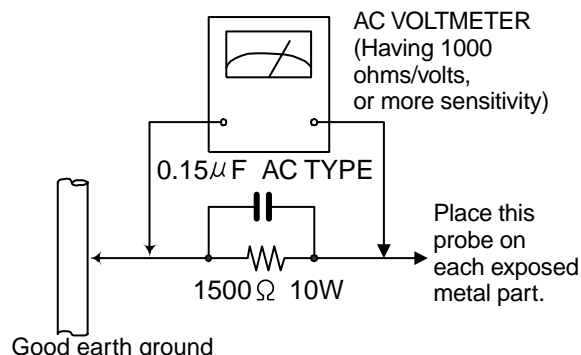 AC VOLTMETER
(Having 1000
ohms/volts,
or more sensitivity)
0.15μF AC TYPE
Place this
probe on
each exposed
metal part.
1500Ω 10W
Good earth ground